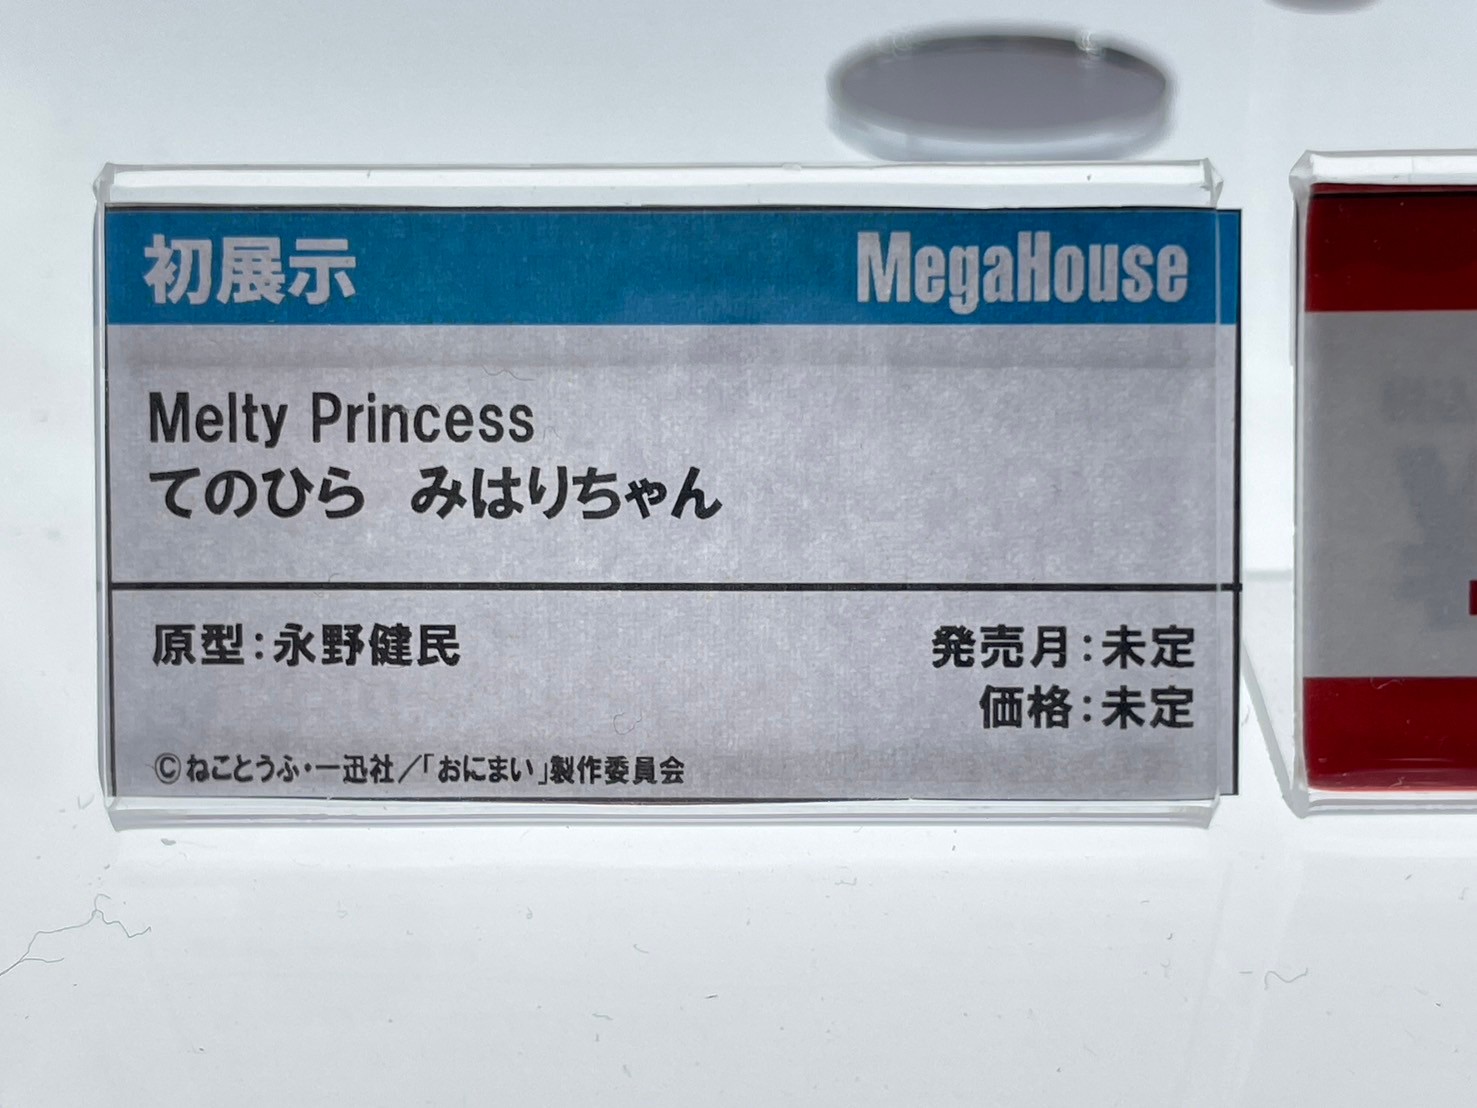 初展示 MegaHouse
Melty Princess
てのひら みはりちゃん
原型：永野健民
発売月：未定
価格：未定
©ねことうふ・一迅社／「おにまい」製作委員会